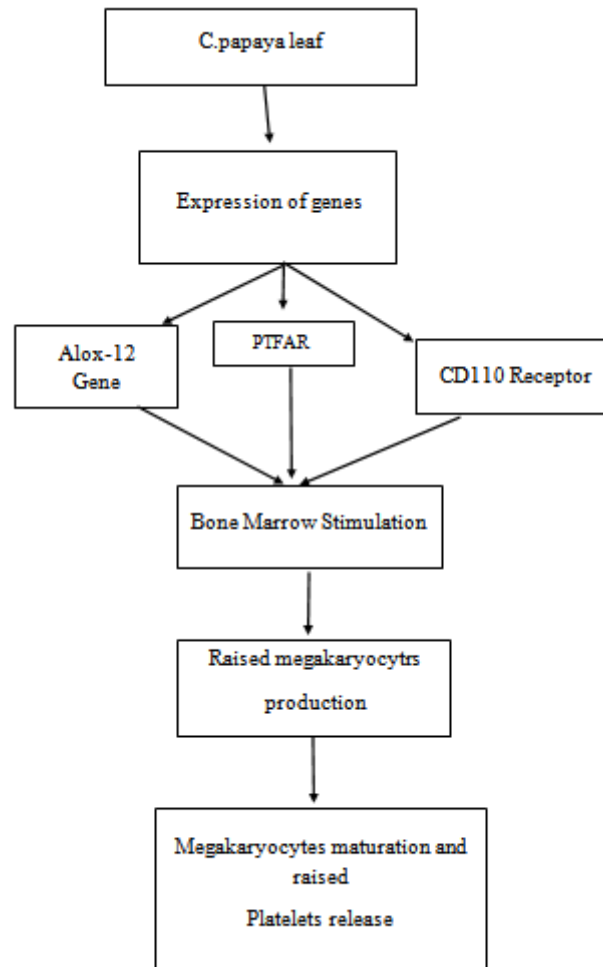 C.papaya leaf
Expression of genes
Alox-12
Gene
PTFAR
CD110 Receptor
Bone Marrow Stimulation
Raised megakaryocytrs
production
Megakaryocytes maturation and
raised
Platelets release